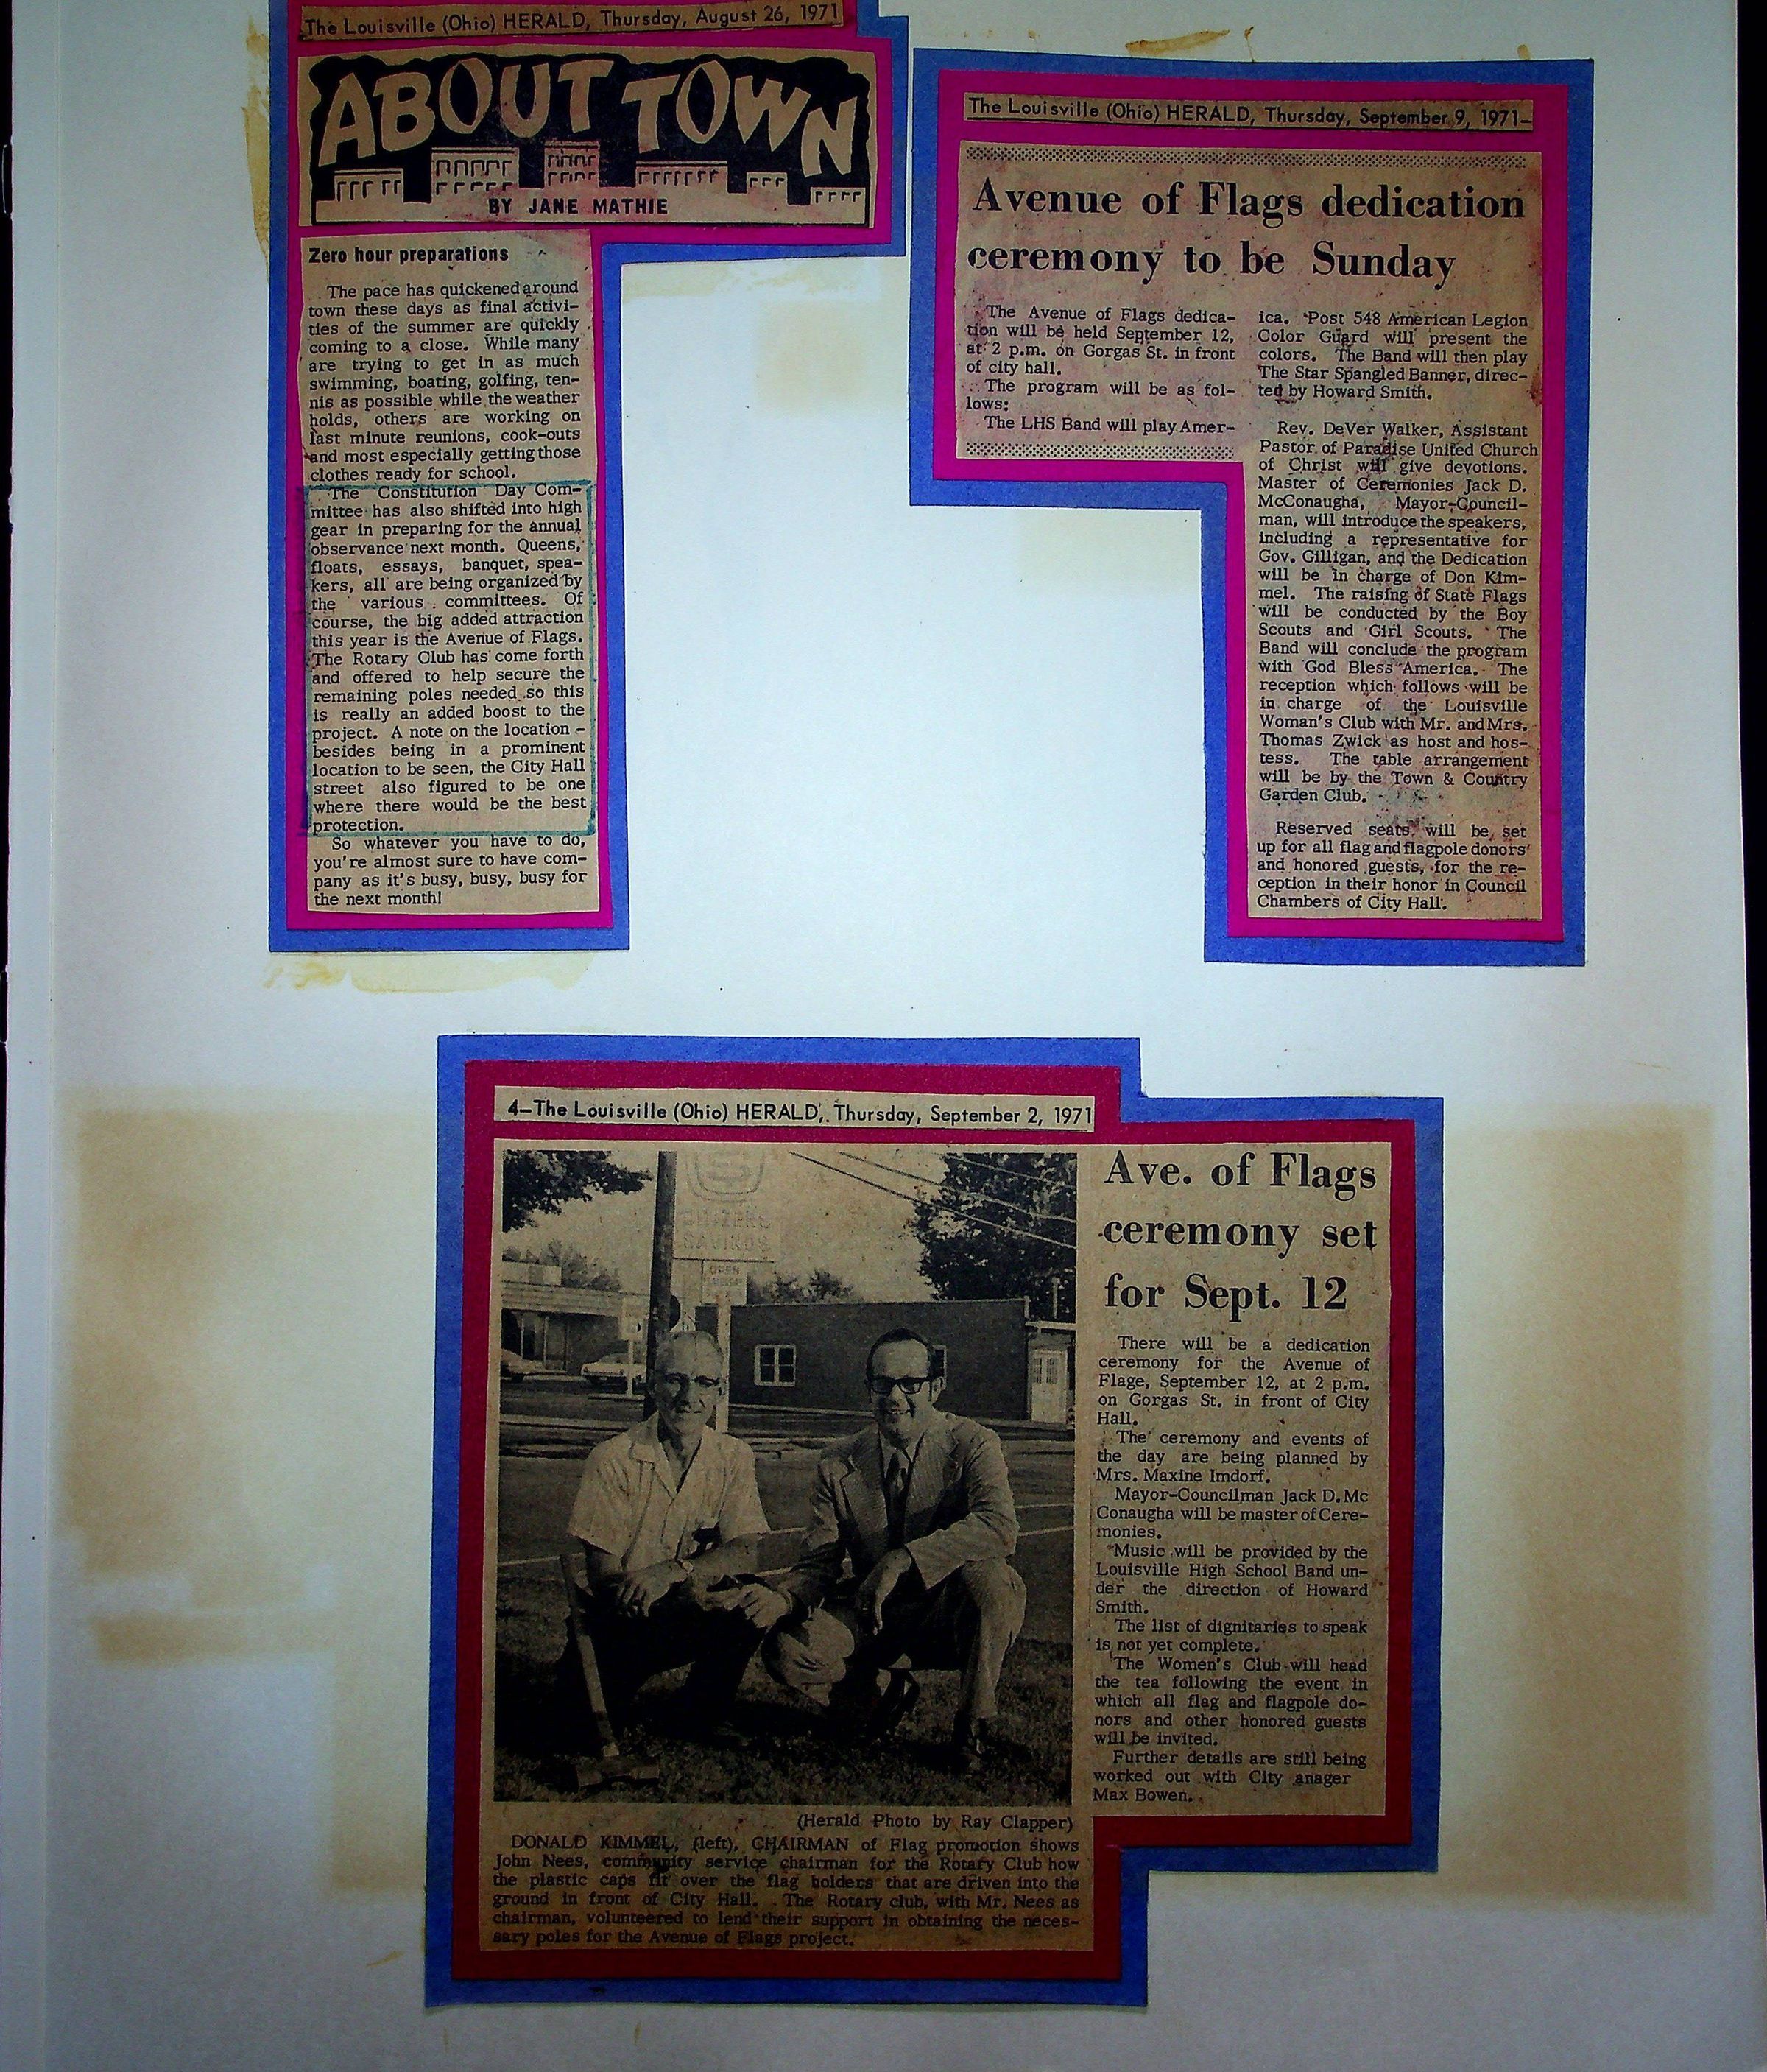 The Louisville (Ohio) HERALD, Thursday, August 26, 1971
ABOUT TOWN
BY JANE MATHIE
Zero hour preparations
The pace has quickened around
town these days as final activi-
ties of the summer are quickly
coming to a close. While many
are trying to get in as much
swimming, boating, golfing, ten-
nis as possible while the weather
holds, others are working on
last minute reunions, cook-outs
and most especially getting those
clothes ready for school.
The Constitution Day Com-
mittee has also shifted into high
gear in preparing for the annual
observance next month. Queens,
floats, essays, banquet, spea-
kers, all are being organized by
the various committees. Of
course, the big added attraction
this year is the Avenue of Flags.
The Rotary Club has come forth
and offered to help secure the
remaining poles needed so this
is really an added boost to the
project. A note on the location -
besides being in a prominent
location to be seen, the City Hall
street also figured to be one
where there would be the best
protection.
So whatever you have to do,
you're almost sure to have com-
pany as it's busy, busy, busy for
the next month!
The Louisville (Ohio) HERALD, Thursday, September 9, 1971-
Avenue of Flags dedication
ceremony to be Sunday
The Avenue of Flags dedica-
tion will be held September 12,
at 2 p.m. on Gorgas St. in front
of city hall.
The program will be as fol-
lows:
The LHS Band will play Amer-
ica. Post 548 American Legion
Color Guard will present the
colors. The Band will then play
The Star Spangled Banner, direc-
ted by Howard Smith.
Rev. DeVer Walker, Assistant
Pastor of Paradise United Church
of Christ will give devotions.
Master of Ceremonies Jack D.
McConaugha, Mayor-Council-
man, will introduce the speakers,
including a representative for
Gov. Gilligan, and the Dedication
will be in charge of Don Kim-
mel. The raising of State Flags
will be conducted by the Boy
Scouts and Girl Scouts. The
Band will conclude the program
with God Bless America. The
reception which follows will be
in charge of the Louisville
Woman's Club with Mr. and Mrs.
Thomas Zwick as host and hos-
tess. The table arrangement
will be by the Town & Country
Garden Club.
Reserved seats will be set
up for all flag and flagpole donors
and honored guests, for the re-
ception in their honor in Council
Chambers of City Hall.
4-The Louisville (Ohio) HERALD, Thursday, September 2, 1971
CITIZENS
SAVINGS
OPEN
Ave. of Flags
ceremony set
for Sept. 12
There will be a dedication
ceremony for the Avenue of
Flage, September 12, at 2 p.m.
on Gorgas St. in front of City
Hall.
The ceremony and events of
the day are being planned by
Mrs. Maxine Imdorf.
Mayor-Councilman Jack D. Mc
Conaugha will be master of Cere-
monies.
Music will be provided by the
Louisville High School Band un-
der the direction of Howard
Smith.
The list of dignitaries to speak
is not yet complete.
The Women's Club will head
the tea following the event in
which all flag and flagpole do-
nors and other honored guests
will be invited.
Further details are still being
worked out with City anager
Max Bowen.
(Herald Photo by Ray Clapper)
DONALD KIMMEL, (left), CHAIRMAN of Flag promotion shows
John Nees, community service chairman for the Rotary Club how
the plastic caps fit over the flag holders that are driven into the
ground in front of City Hall. The Rotary club, with Mr. Nees as
chairman, volunteered to lend their support in obtaining the neces-
sary poles for the Avenue of Flags project.